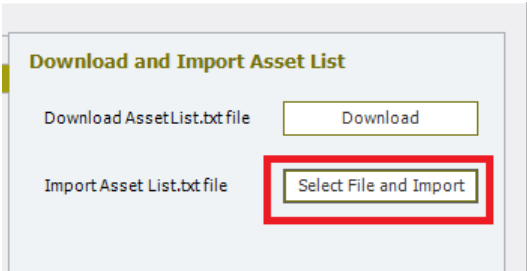 Download and Import Asset List
Download AssetList.txt file
Download
Import Asset List.txt file
Select File and Import